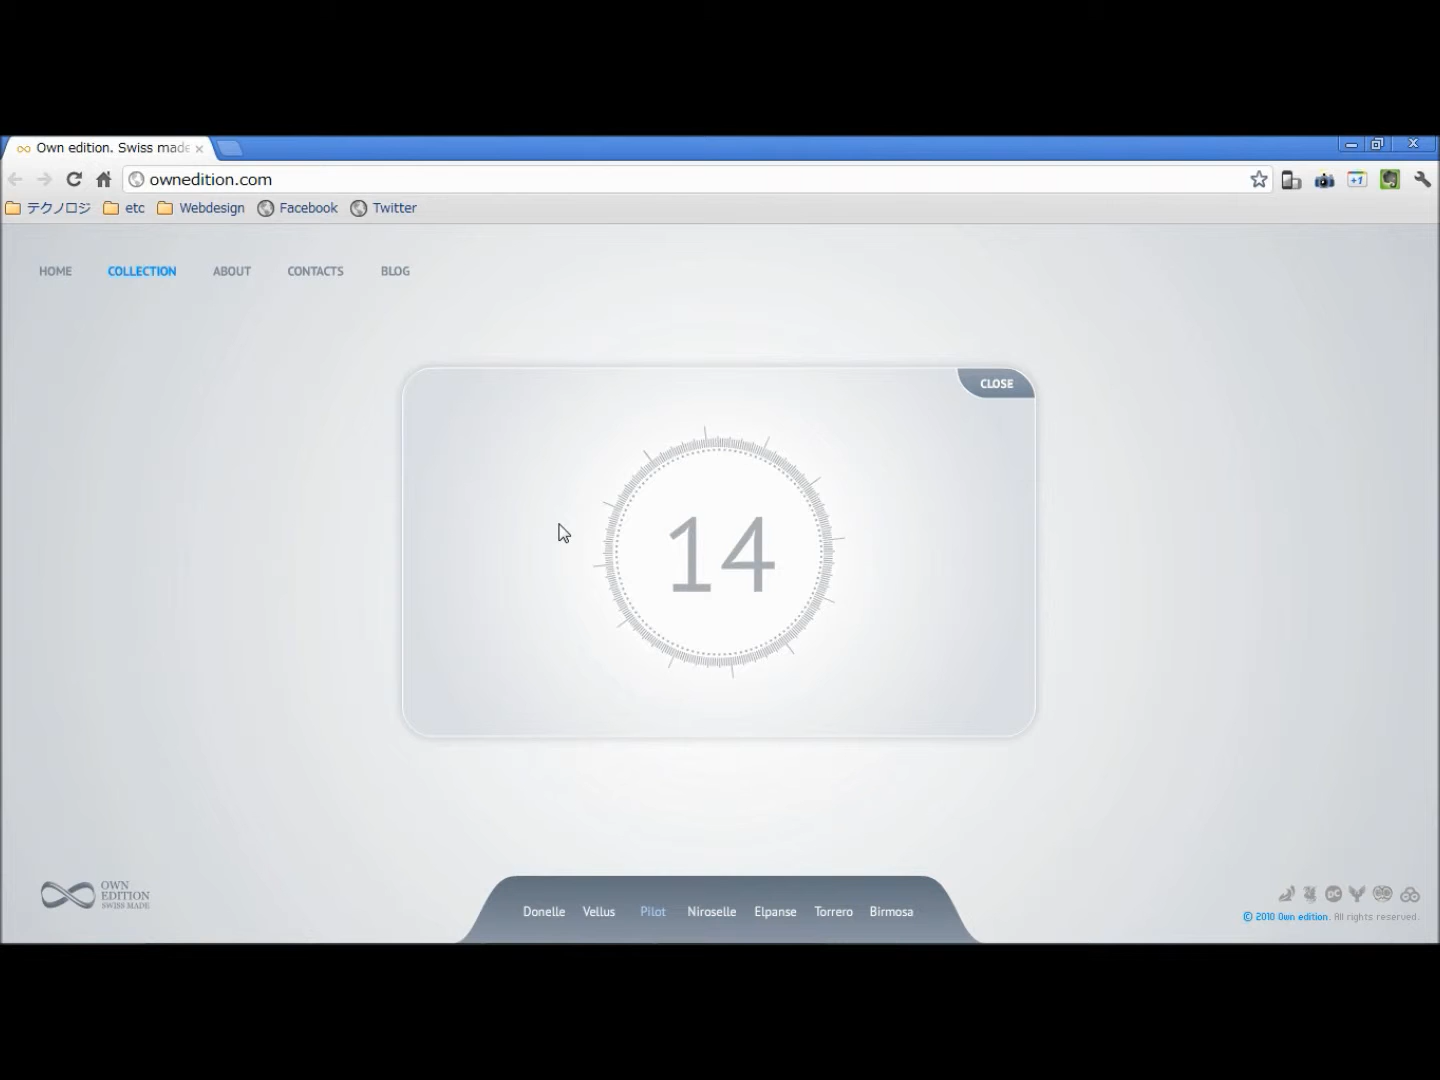 Own edition. Swiss made
ownedition.com
テクノロジ etc Webdesign Facebook Twitter
HOME COLLECTION ABOUT CONTACTS BLOG
CLOSE
14
OWN
EDITION
SWISS MADE
Donelle Vellus Pilot Niroselle Elpanse Torrero Birmosa
© 2010 Own edition. All rights reserved.
+1
DC